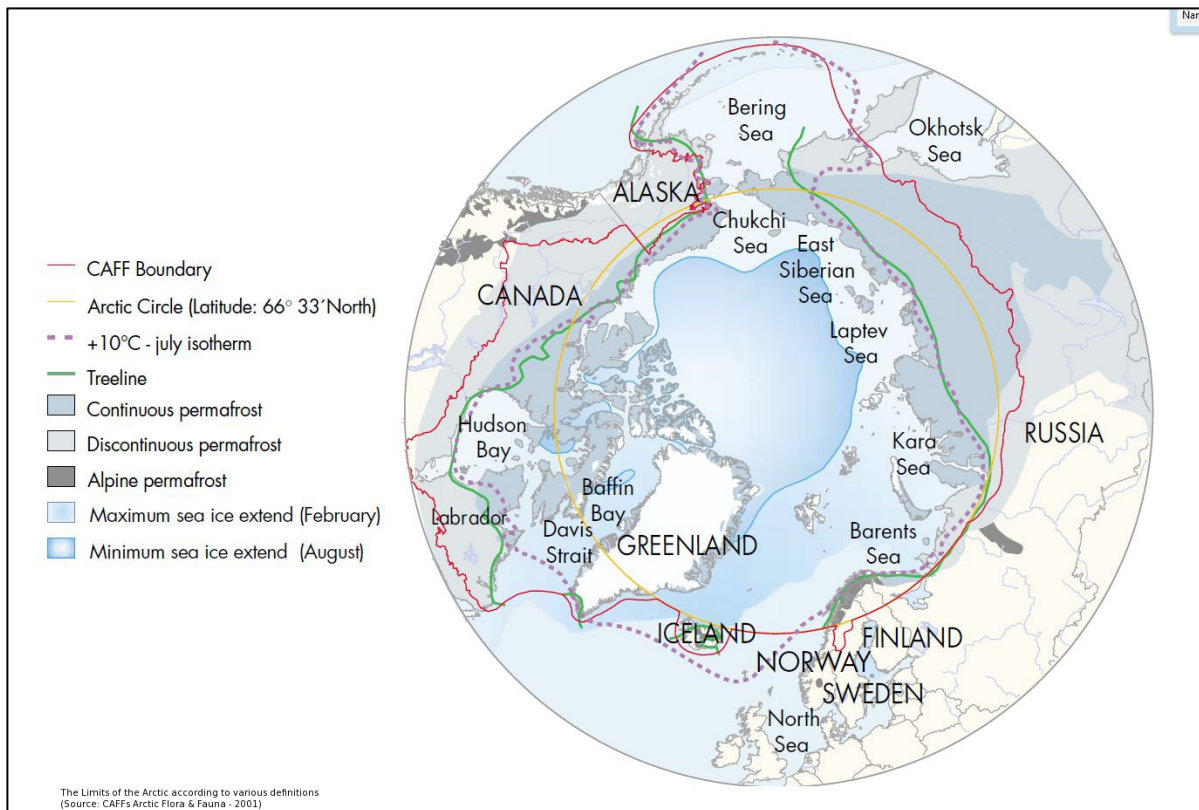 Nar
CAFF Boundary
Arctic Circle (Latitude: 66° 33´North)
+10°C - july isotherm
Treeline
Continuous permafrost
Discontinuous permafrost
Alpine permafrost
Maximum sea ice extend (February)
Minimum sea ice extend (August)
Bering
Sea
Okhotsk
Sea
ALASKA
Chukchi
Sea
East
Siberian
Sea
CANADA
Laptev
Sea
Hudson
Bay
Kara
Sea
RUSSIA
Baffin
Bay
Labrador
Davis
Strait
GREENLAND
Barents
Sea
ICELAND
FINLAND
NORWAY
SWEDEN
North
Sea
The Limits of the Arctic according to various definitions
(Source: CAFFs Arctic Flora & Fauna - 2001)